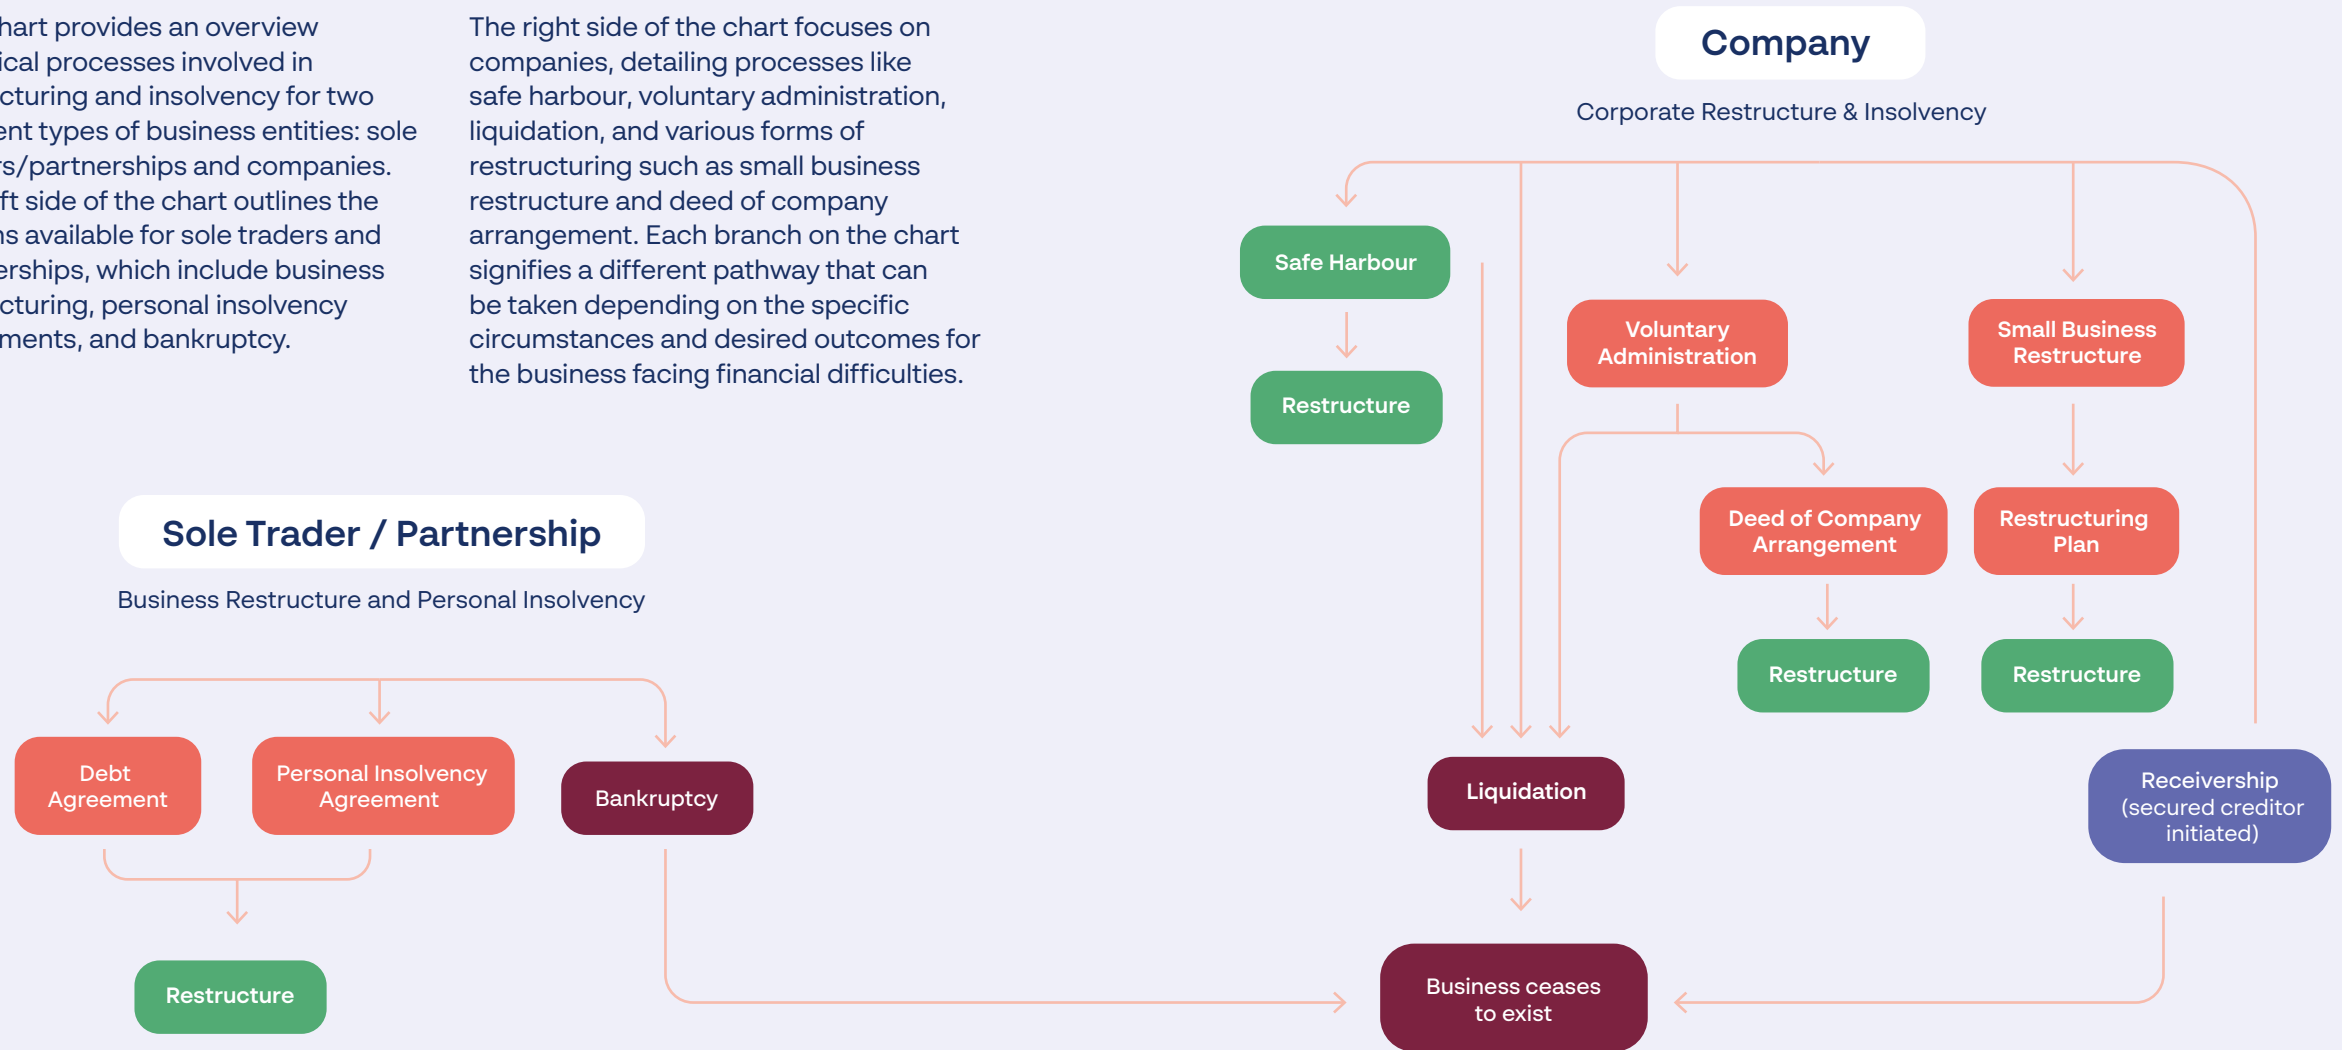 hart provides an overview
ical processes involved in
cturing and insolvency for two
ent types of business entities: sole
rs/partnerships and companies.
ft side of the chart outlines the
ns available for sole traders and
erships, which include business
cturing, personal insolvency
ments, and bankruptcy.
The right side of the chart focuses on
companies, detailing processes like
safe harbour, voluntary administration,
liquidation, and various forms of
restructuring such as small business
restructure and deed of company
arrangement. Each branch on the chart
signifies a different pathway that can
be taken depending on the specific
circumstances and desired outcomes for
the business facing financial difficulties.
Sole Trader / Partnership
Business Restructure and Personal Insolvency
Debt
Agreement
Personal Insolvency
Agreement
Bankruptcy
Restructure
Company
Corporate Restructure & Insolvency
Safe Harbour
Restructure
Voluntary
Administration
Small Business
Restructure
Deed of Company
Arrangement
Restructuring
Plan
Restructure
Restructure
Liquidation
Receivership
(secured creditor
initiated)
Business ceases
to exist